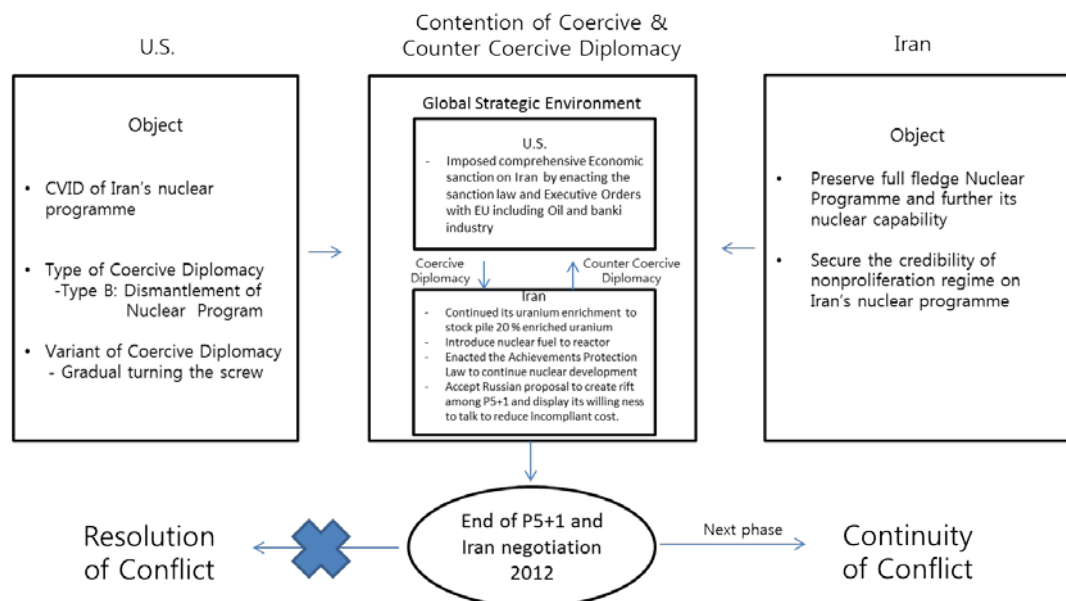 U.S.
Object
• CVID of Iran's nuclear
programme
• Type of Coercive Diplomacy
-Type B: Dismantlement of
Nuclear Program
• Variant of Coercive Diplomacy
- Gradual turning the screw
Contention of Coercive &
Counter Coercive Diplomacy
Global Strategic Environment
U.S.
- Imposed comprehensive Economic
sanction on Iran by enacting the
sanction law and Executive Orders
with EU including Oil and banki
industry
Coercive
Diplomacy
Counter Coercive
Diplomacy
Iran
- Continued its uranium enrichment to
stock pile 20 % enriched uranium
- Introduce nuclear fuel to reactor
- Enacted the Achievements Protection
Law to continue nuclear development
- Accept Russian proposal to create rift
among P5+1 and display its willing ness
to talk to reduce incompliant cost.
Iran
Object
• Preserve full fledge Nuclear
Programme and further its
nuclear capability
• Secure the credibility of
nonproliferation regime on
Iran's nuclear programme
Resolution
of Conflict
End of P5+1 and
Iran negotiation
2012
Next phase
Continuity
of Conflict